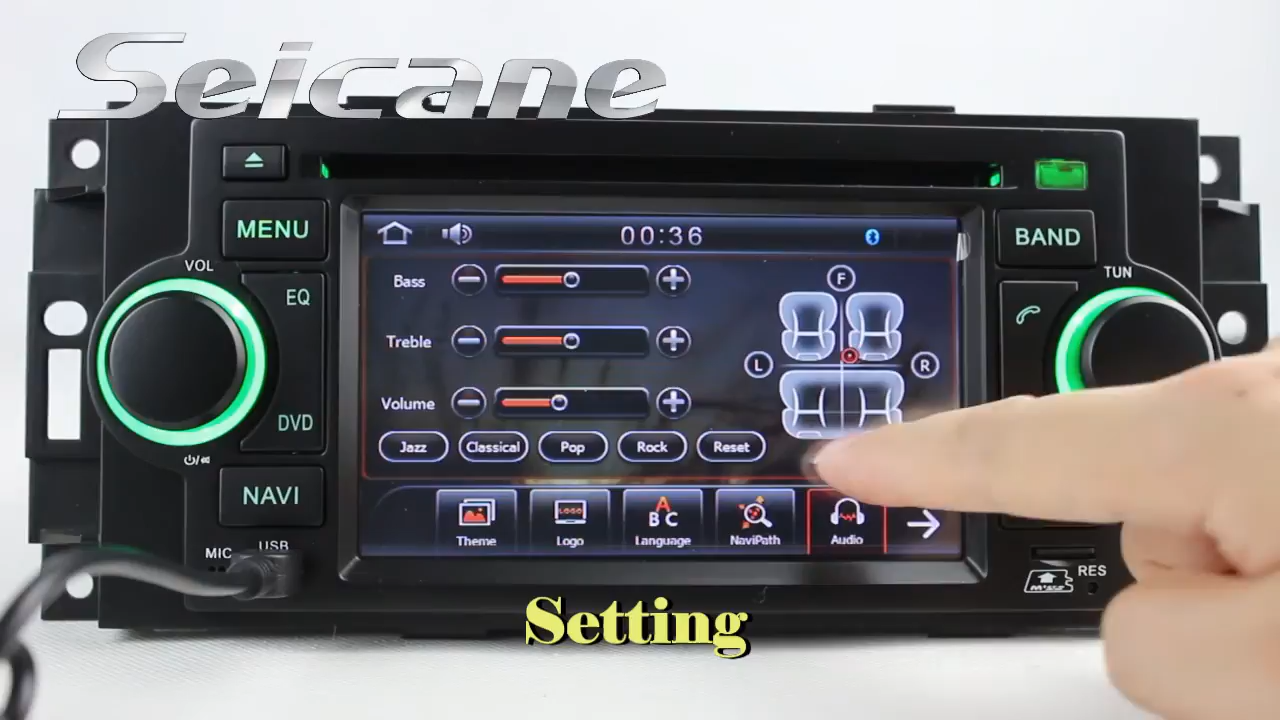 Seicane
MENU
00:36
BAND
VOL
TUN
EQ
Bass
F
Treble
L
R
Volume
DVD
Jazz
Classical
Pop
Rock
Reset
NAVI
LOGO
A
B C
Theme
Logo
Language
NaviPath
Audio
MIC
USB
RES
Setting